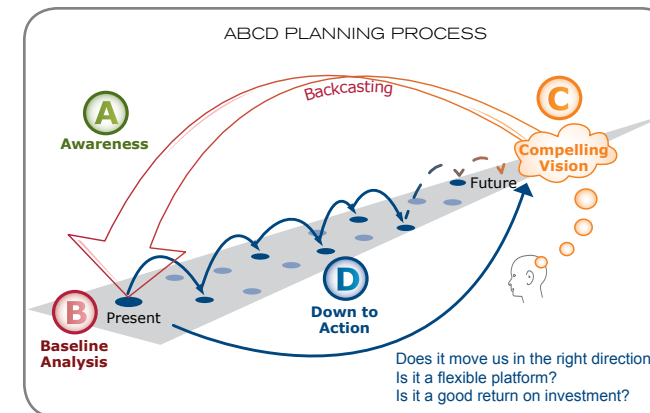 ABCD PLANNING PROCESS
Backcasting
A
Awareness
C
Compelling
Vision
Future
D
Down to
Action
B
Present
Baseline
Analysis
Does it move us in the right direction
Is it a flexible platform?
Is it a good return on investment?